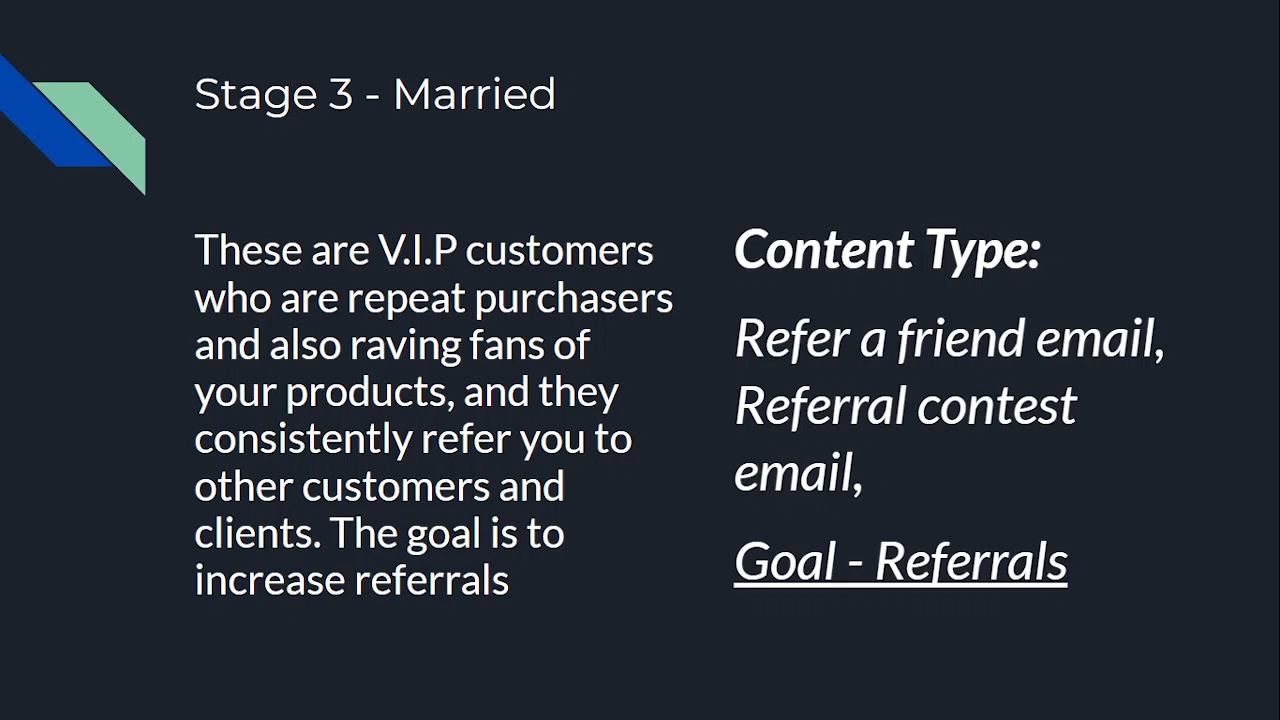 Stage 3 - Married
These are V.I.P customers
who are repeat purchasers
and also raving fans of
your products, and they
consistently refer you to
other customers and
clients. The goal is to
increase referrals
Content Type:
Refer a friend email,
Referral contest
email,
Goal - Referrals